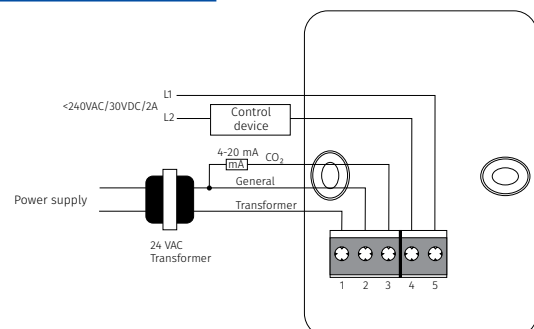 L1
<240VAC/30VDC/2A
L2
Control
device
4-20 mA
mA
CO₂
General
Power supply
Transformer
24 VAC
Transformer
1 2 3 4 5